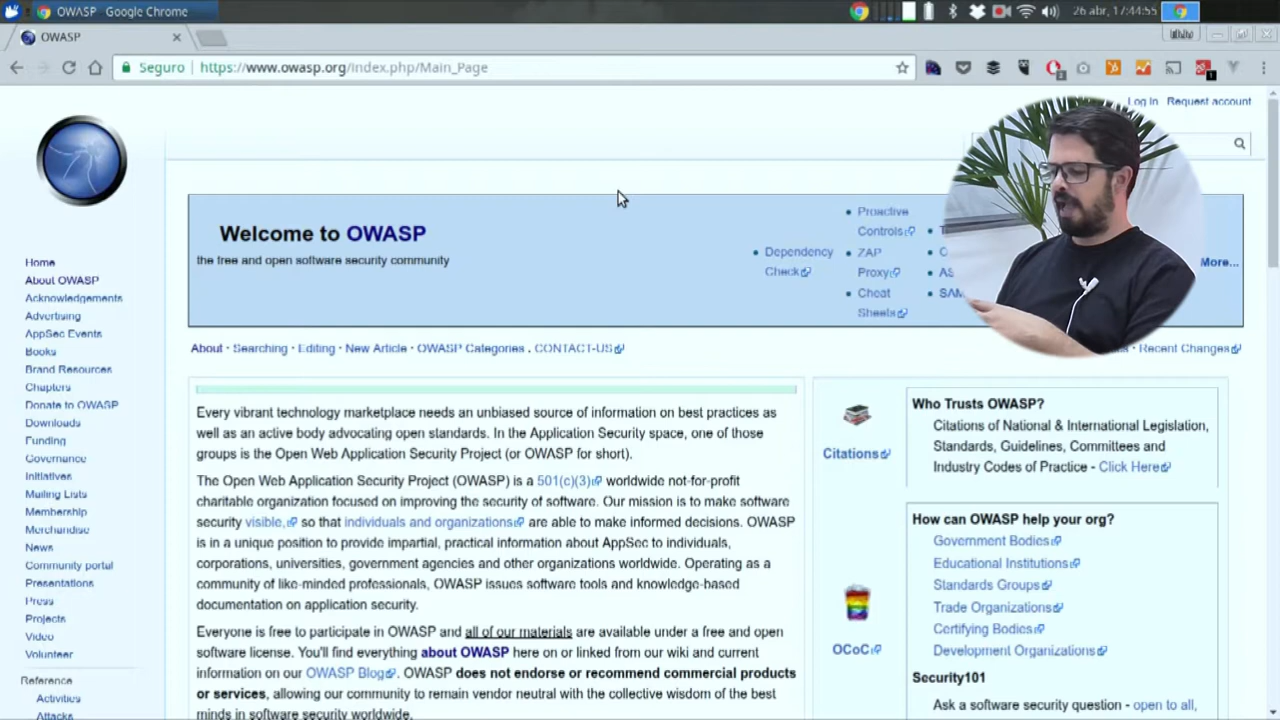 OWASP - Google Chrome
26 abr, 17:44:55
OWASP
Seguro
https://www.owasp.org/index.php/Main_Page
Log in Request account
Welcome to OWASP
the free and open software security community
Dependency Check
Proactive Controls
ZAP Proxy
Cheat Sheets
More...
About · Searching · Editing · New Article · OWASP Categories . CONTACT-US
Recent Changes
Home
About OWASP
Acknowledgements
Advertising
AppSec Events
Books
Brand Resources
Chapters
Donate to OWASP
Downloads
Funding
Governance
Initiatives
Mailing Lists
Membership
Merchandise
News
Community portal
Presentations
Press
Projects
Video
Volunteer
Reference
Activities
Attacks
Every vibrant technology marketplace needs an unbiased source of information on best practices as
well as an active body advocating open standards. In the Application Security space, one of those
groups is the Open Web Application Security Project (or OWASP for short).
The Open Web Application Security Project (OWASP) is a 501(c)(3) worldwide not-for-profit
charitable organization focused on improving the security of software. Our mission is to make software
security visible, so that individuals and organizations are able to make informed decisions. OWASP
is in a unique position to provide impartial, practical information about AppSec to individuals,
corporations, universities, government agencies and other organizations worldwide. Operating as a
community of like-minded professionals, OWASP issues software tools and knowledge-based
documentation on application security.
Everyone is free to participate in OWASP and all of our materials are available under a free and open
software license. You'll find everything about OWASP here on or linked from our wiki and current
information on our OWASP Blog. OWASP does not endorse or recommend commercial products
or services, allowing our community to remain vendor neutral with the collective wisdom of the best
minds in software security worldwide.
Citations
OCoC
Who Trusts OWASP?
Citations of National & International Legislation,
Standards, Guidelines, Committees and
Industry Codes of Practice - Click Here
How can OWASP help your org?
Government Bodies
Educational Institutions
Standards Groups
Trade Organizations
Certifying Bodies
Development Organizations
Security101
Ask a software security question - open to all,